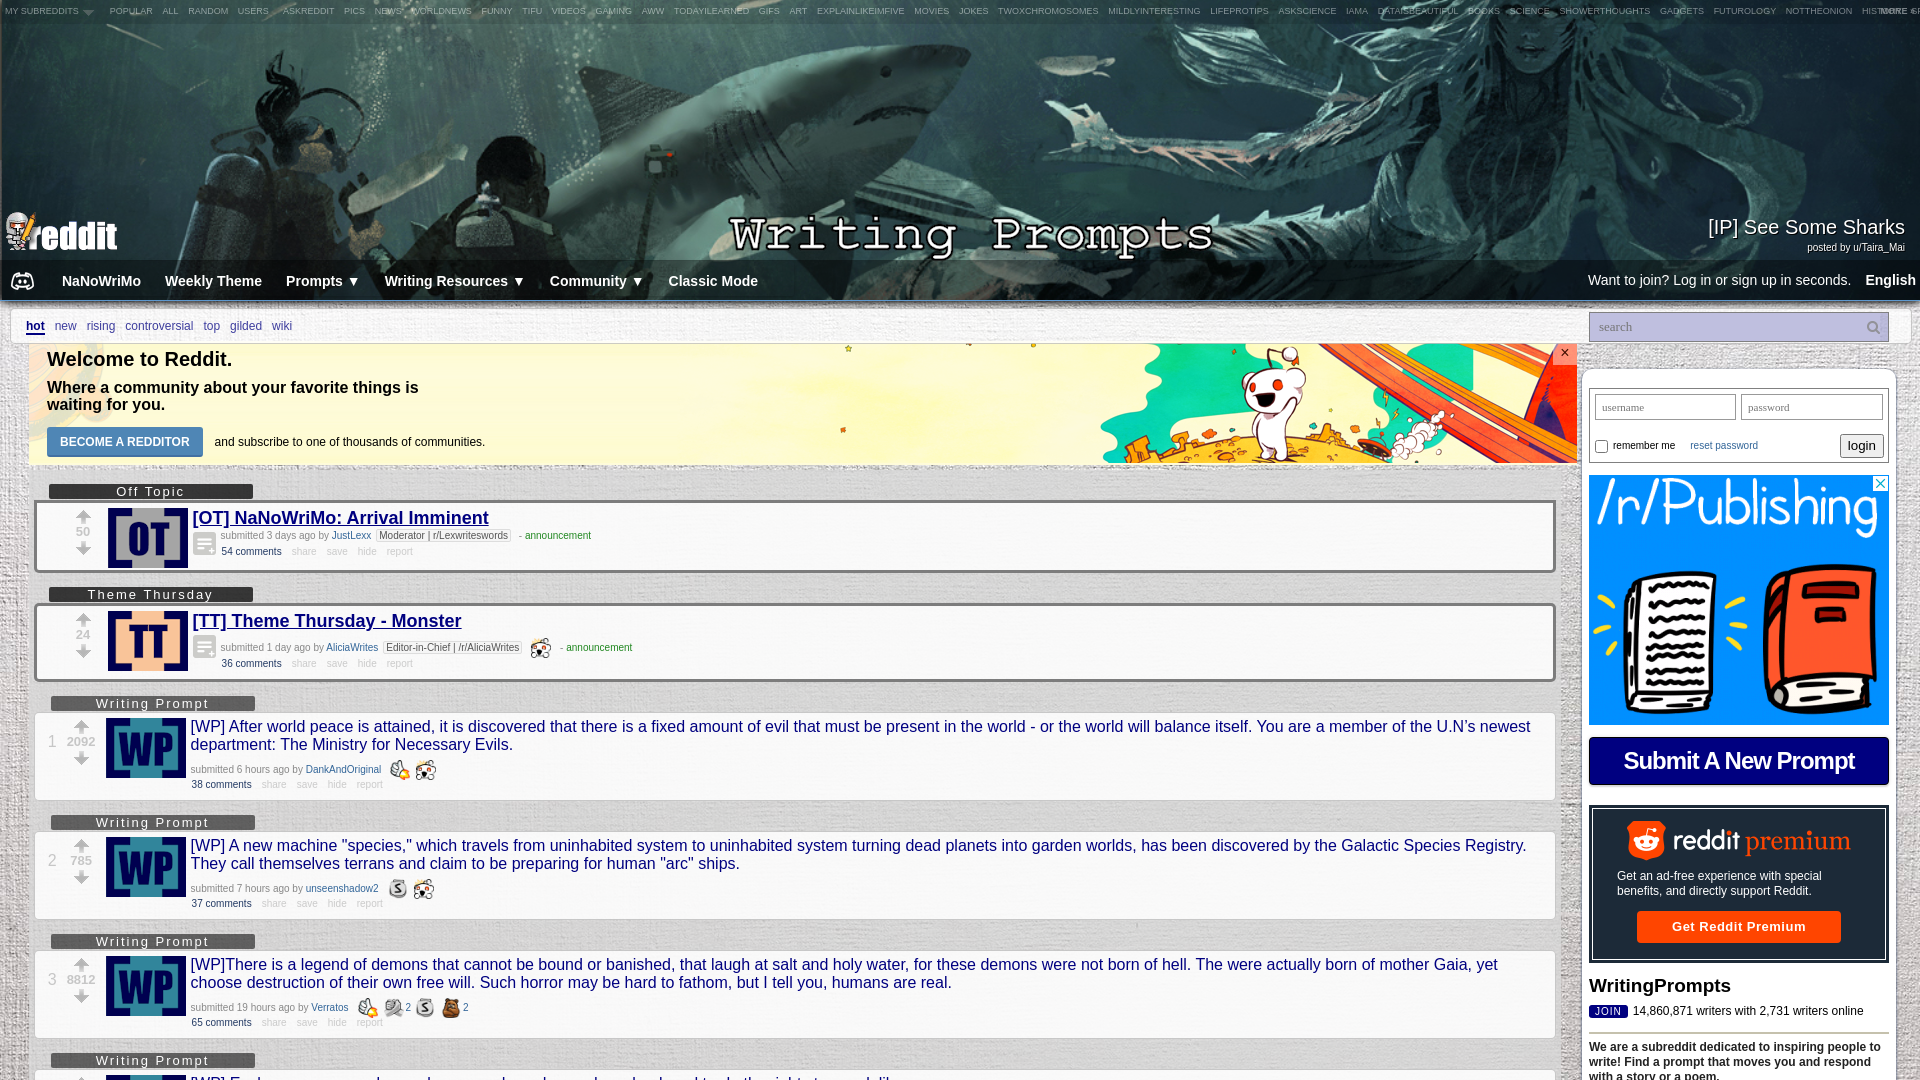 MY SUBREDDITS POPULAR ALL RANDOM USERS ASKREDDIT PICS NEWS WORLDNEWS FUNNY TIFU VIDEOS GAMING AWW TODAYILEARNED GIFS ART EXPLAINLIKEIMFIVE MOVIES JOKES TWOXCHROMOSOMES MILDLYINTERESTING LIFEPROTIPS ASKSCIENCE IAMA DATAISBEAUTIFUL BOOKS SCIENCE SHOWERTHOUGHTS GADGETS FUTUROLOGY NOTTHEONION
reddit
Writing Prompts
[IP] See Some Sharks
posted by u/Taira_Mai
NaNoWriMo Weekly Theme Prompts ▼ Writing Resources ▼ Community ▼ Classic Mode
Want to join? Log in or sign up in seconds. English
hot new rising controversial top gilded wiki
search
Welcome to Reddit.
Where a community about your favorite things is
waiting for you.
BECOME A REDDITOR and subscribe to one of thousands of communities.
×
Off Topic
50
OT
[OT] NaNoWriMo: Arrival Imminent
submitted 3 days ago by JustLexx Moderator | r/Lexwriteswords - announcement
54 comments share save hide report
Theme Thursday
24
TT
[TT] Theme Thursday - Monster
submitted 1 day ago by AliciaWrites Editor-in-Chief | /r/AliciaWrites - announcement
36 comments share save hide report
Writing Prompt
1
2092
WP
[WP] After world peace is attained, it is discovered that there is a fixed amount of evil that must be present in the world - or the world will balance itself. You are a member of the U.N’s newest
department: The Ministry for Necessary Evils.
submitted 6 hours ago by DankAndOriginal
38 comments share save hide report
Writing Prompt
2
785
WP
[WP] A new machine "species," which travels from uninhabited system to uninhabited system turning dead planets into garden worlds, has been discovered by the Galactic Species Registry.
They call themselves terrans and claim to be preparing for human "arc" ships.
submitted 7 hours ago by unseenshadow2
S
37 comments share save hide report
Writing Prompt
3
8812
WP
[WP]There is a legend of demons that cannot be bound or banished, that laugh at salt and holy water, for these demons were not born of hell. The were actually born of mother Gaia, yet
choose destruction of their own free will. Such horror may be hard to fathom, but I tell you, humans are real.
submitted 19 hours ago by Verratos
2 S 2
65 comments share save hide report
Writing Prompt
username
password
remember me reset password login
/r/Publishing
Submit A New Prompt
reddit premium
Get an ad-free experience with special
benefits, and directly support Reddit.
Get Reddit Premium
WritingPrompts
JOIN 14,860,871 writers with 2,731 writers online
We are a subreddit dedicated to inspiring people to
write! Find a prompt that moves you and respond
with a story or a poem.